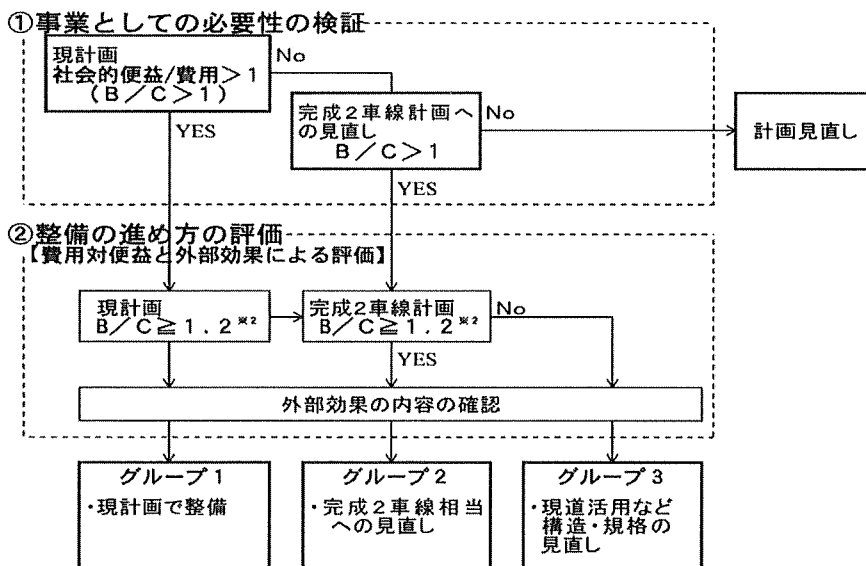 ①事業としての必要性の検証
現計画
社会的便益/費用>1
(B/C>1)
No
YES
完成2車線計画へ
の見直し
B/C>1
No
YES
計画見直し
②整備の進め方の評価
【費用対便益と外部効果による評価】
現計画
B/C≧1.2※2
完成2車線計画
B/C≧1.2※2
No
YES
外部効果の内容の確認
グループ1
・現計画で整備
グループ2
・完成2車線相当
への見直し
グループ3
・現道活用など
構造・規格の
見直し